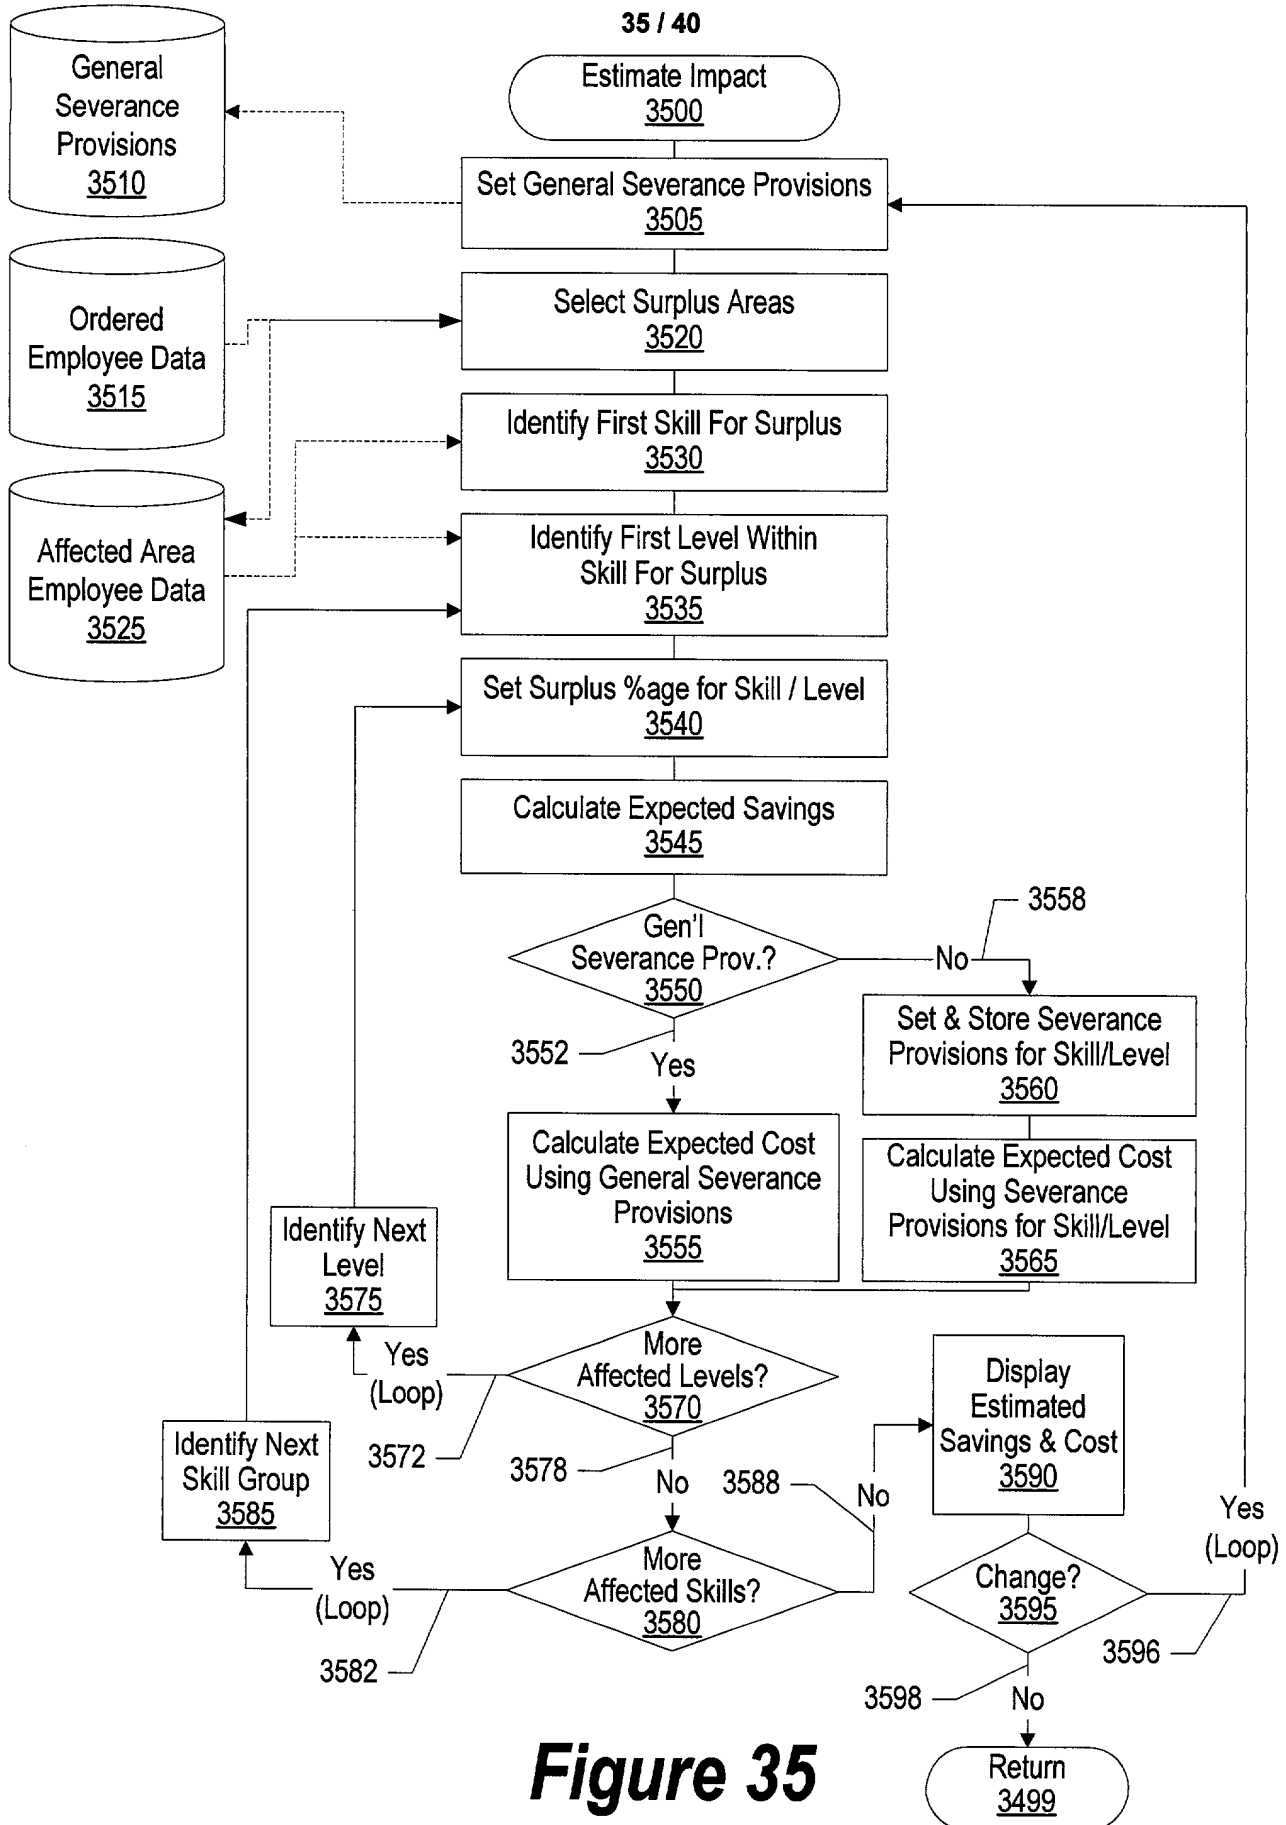 35 / 40
General
Severance
Provisions
3510
Estimate Impact
3500
Set General Severance Provisions
3505
Ordered
Employee Data
3515
Select Surplus Areas
3520
Identify First Skill For Surplus
3530
Affected Area
Employee Data
3525
Identify First Level Within
Skill For Surplus
3535
Set Surplus %age for Skill / Level
3540
Calculate Expected Savings
3545
Gen'l
Severance Prov.?
3550
No
3558
3552
Yes
Set & Store Severance
Provisions for Skill/Level
3560
Calculate Expected Cost
Using General Severance
Provisions
3555
Calculate Expected Cost
Using Severance
Provisions for Skill/Level
3565
Identify Next
Level
3575
More
Affected Levels?
3570
Yes
(Loop)
3572
3578
No
Identify Next
Skill Group
3585
More
Affected Skills?
3580
Yes
(Loop)
3582
3588
No
Display
Estimated
Savings & Cost
3590
Change?
3595
Yes
(Loop)
3596
3598
No
Return
3499
Figure 35